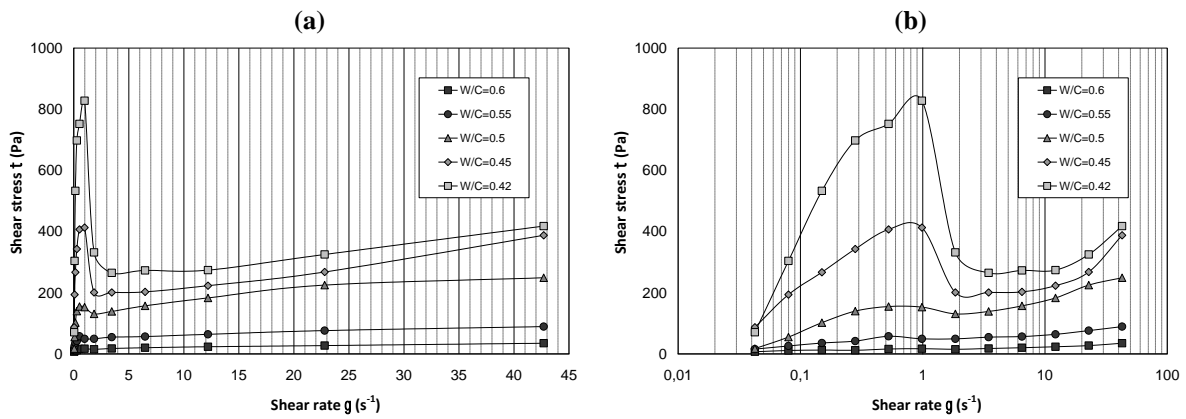 (a)
1000
800
600
400
200
0
Shear stress t (Pa)
0 5 10 15 20 25 30 35 40 45
Shear rate g (s⁻¹)
W/C=0.6
W/C=0.55
W/C=0.5
W/C=0.45
W/C=0.42
(b)
1000
800
600
400
200
0
Shear stress t (Pa)
0,01 0,1 1 10 100
Shear rate g (s⁻¹)
W/C=0.6
W/C=0.55
W/C=0.5
W/C=0.45
W/C=0.42